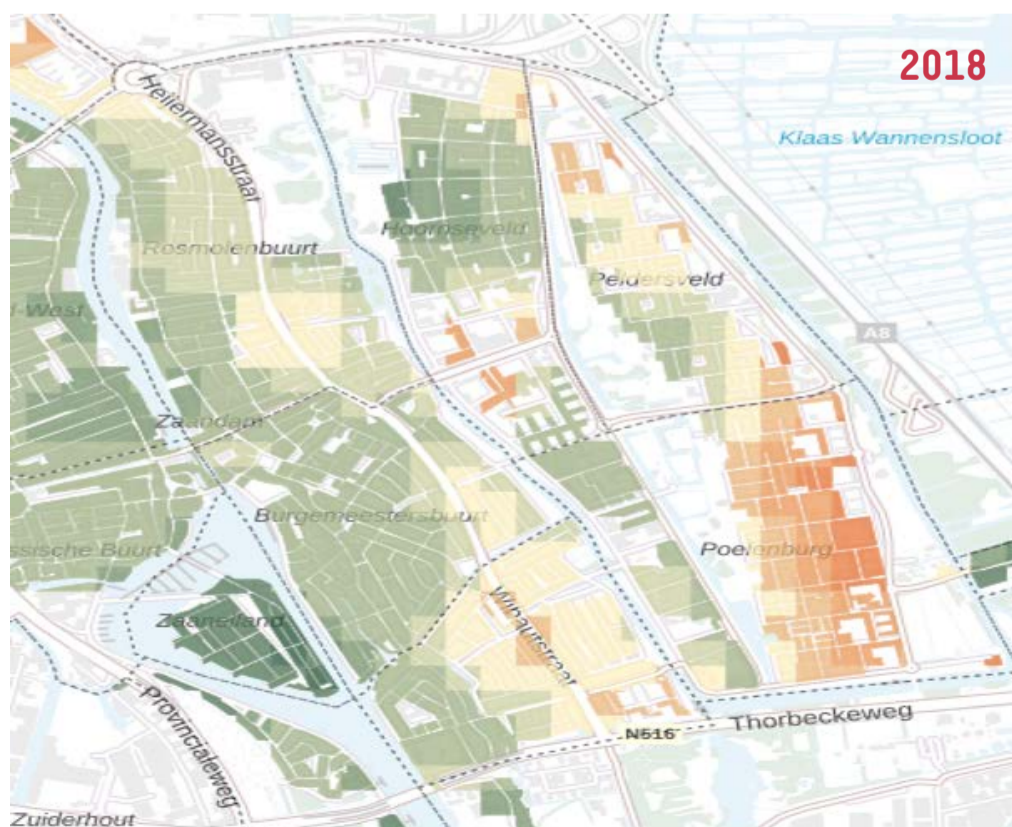 2018
Heijermansstraat
Klaas Wannensloot
Hoornseveld
Rosmolenbuurt
Peldersveld
d-West
A8
Zaandam
Burgemeestersbuurt
ssische Buurt
Poelenburg
Zaaneiland
Wibautstraat
Provincialeweg
Thorbeckeweg
N516
Zuiderhout